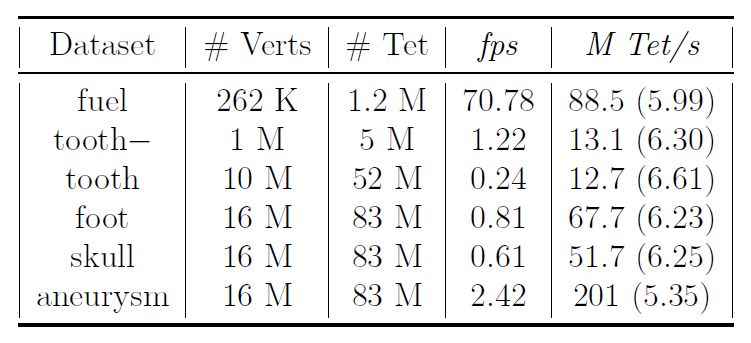 Dataset # Verts # Tet fps M Tet/s
fuel 262 K 1.2 M 70.78 88.5 (5.99)
tooth− 1 M 5 M 1.22 13.1 (6.30)
tooth 10 M 52 M 0.24 12.7 (6.61)
foot 16 M 83 M 0.81 67.7 (6.23)
skull 16 M 83 M 0.61 51.7 (6.25)
aneurysm 16 M 83 M 2.42 201 (5.35)